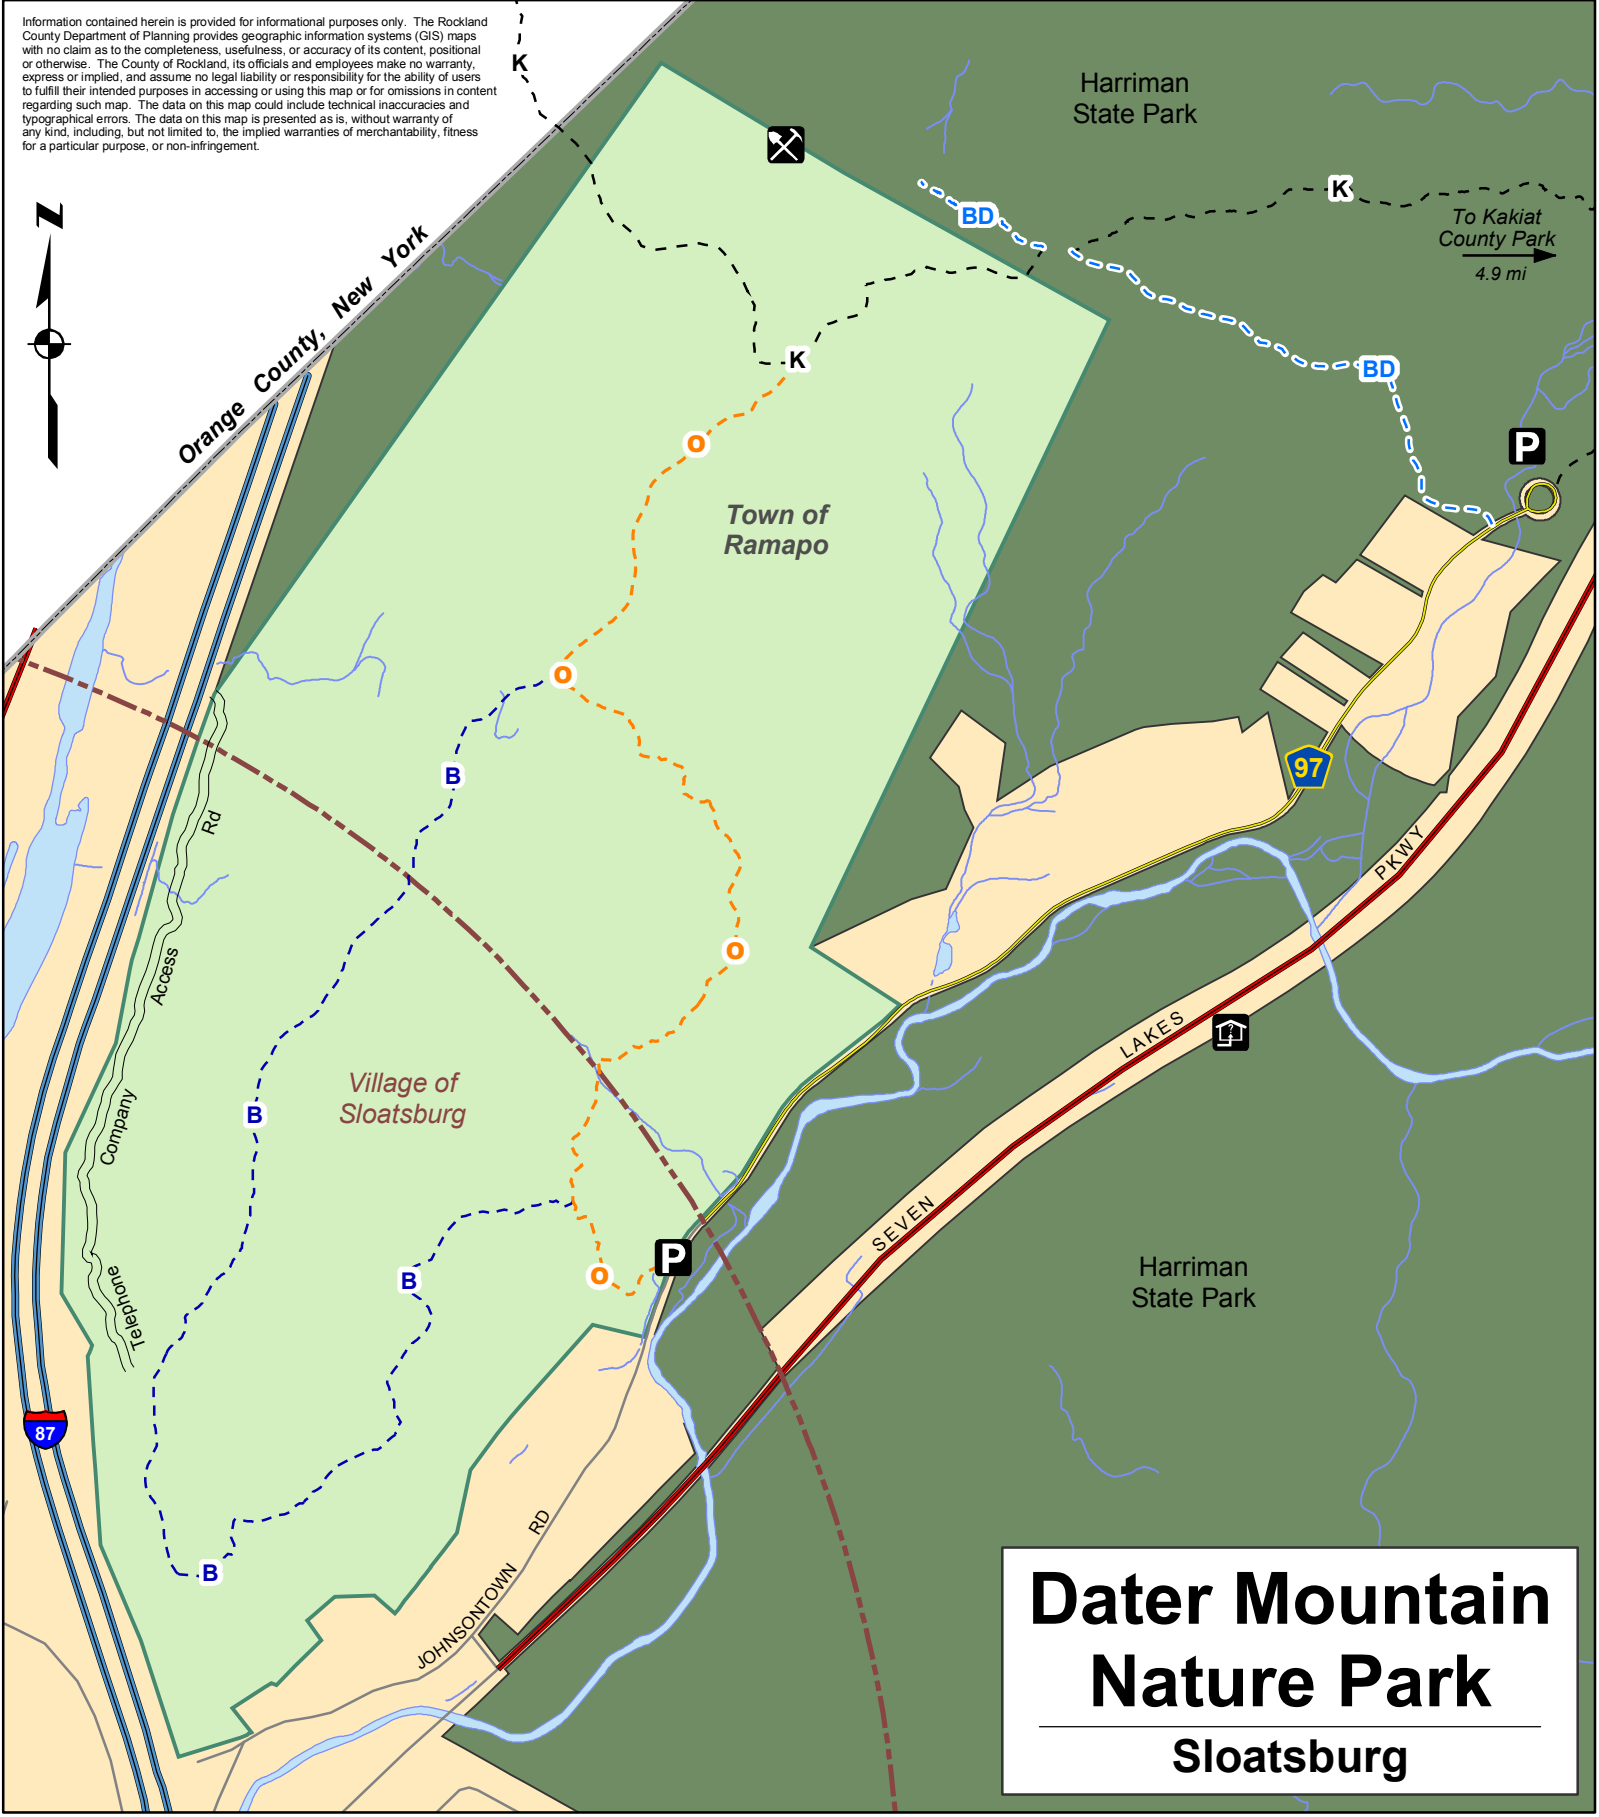 Information contained herein is provided for informational purposes only. The Rockland
County Department of Planning provides geographic information systems (GIS) maps
with no claim as to the completeness, usefulness, or accuracy of its content, positional
or otherwise. The County of Rockland, its officials and employees make no warranty,
express or implied, and assume no legal liability or responsibility for the ability of users
to fulfill their intended purposes in accessing or using this map or for omissions in content
regarding such map. The data on this map could include technical inaccuracies and
typographical errors. The data on this map is presented as is, without warranty of
any kind, including, but not limited to, the implied warranties of merchantability, fitness
for a particular purpose, or non-infringement.
K
Harriman
State Park
K
BD
To Kakiat
County Park
4.9 mi
N
Orange County, New York
K
BD
O
P
Town of
Ramapo
O
B
97
Rd
PKWY
O
Access
LAKES
?
Village of
Sloatsburg
B
Company
SEVEN
P
O
B
Telephone
Harriman
State Park
87
RD
B
JOHNSONTOWN
Dater Mountain
Nature Park
Sloatsburg